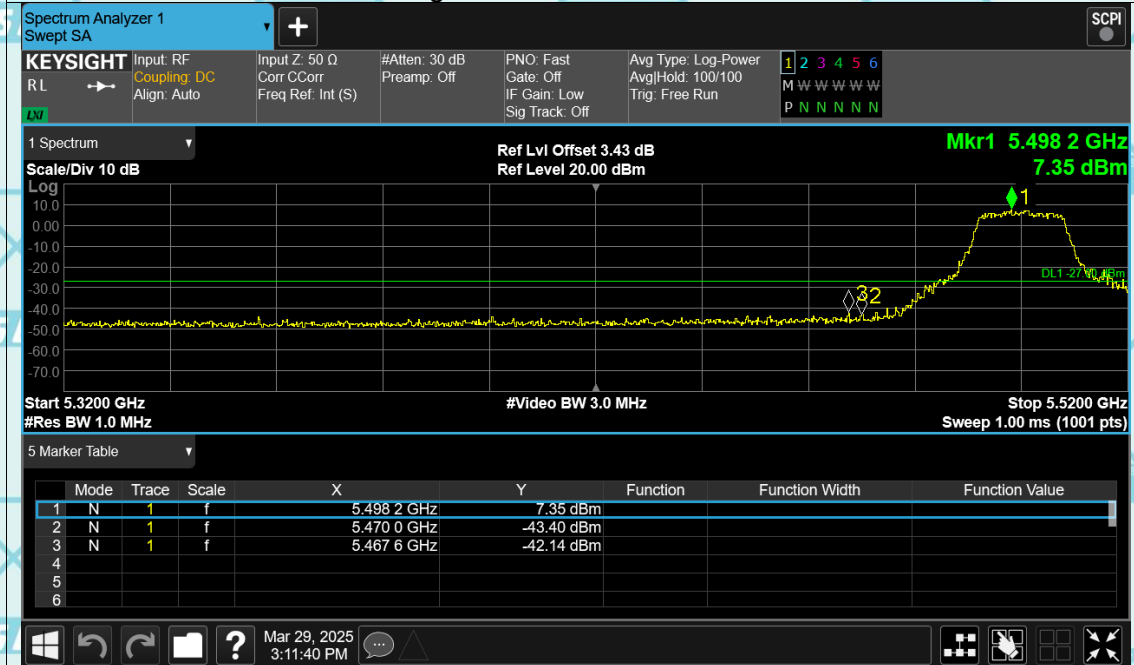 Spectrum Analyzer 1
Swept SA
+
SCPI
KEYSIGHT
R L
LXI
Input: RF
Coupling: DC
Align: Auto
Input Z: 50 Ω
Corr CCorr
Freq Ref: Int (S)
#Atten: 30 dB
Preamp: Off
PNO: Fast
Gate: Off
IF Gain: Low
Sig Track: Off
Avg Type: Log-Power
Avg|Hold: 100/100
Trig: Free Run
1 2 3 4 5 6
M W W W W W
P N N N N N
1 Spectrum
Scale/Div 10 dB
Ref Lvl Offset 3.43 dB
Ref Level 20.00 dBm
Mkr1 5.498 2 GHz
7.35 dBm
Log
10.0
0.00
-10.0
-20.0
-30.0
-40.0
-50.0
-60.0
-70.0
1
32
Start 5.3200 GHz
#Res BW 1.0 MHz
#Video BW 3.0 MHz
Stop 5.5200 GHz
Sweep 1.00 ms (1001 pts)
5 Marker Table
Mode Trace Scale X Y Function Function Width Function Value
1 N 1 f 5.498 2 GHz 7.35 dBm
2 N 1 f 5.470 0 GHz -43.40 dBm
3 N 1 f 5.467 6 GHz -42.14 dBm
4
5
6
?
Mar 29, 2025
3:11:40 PM